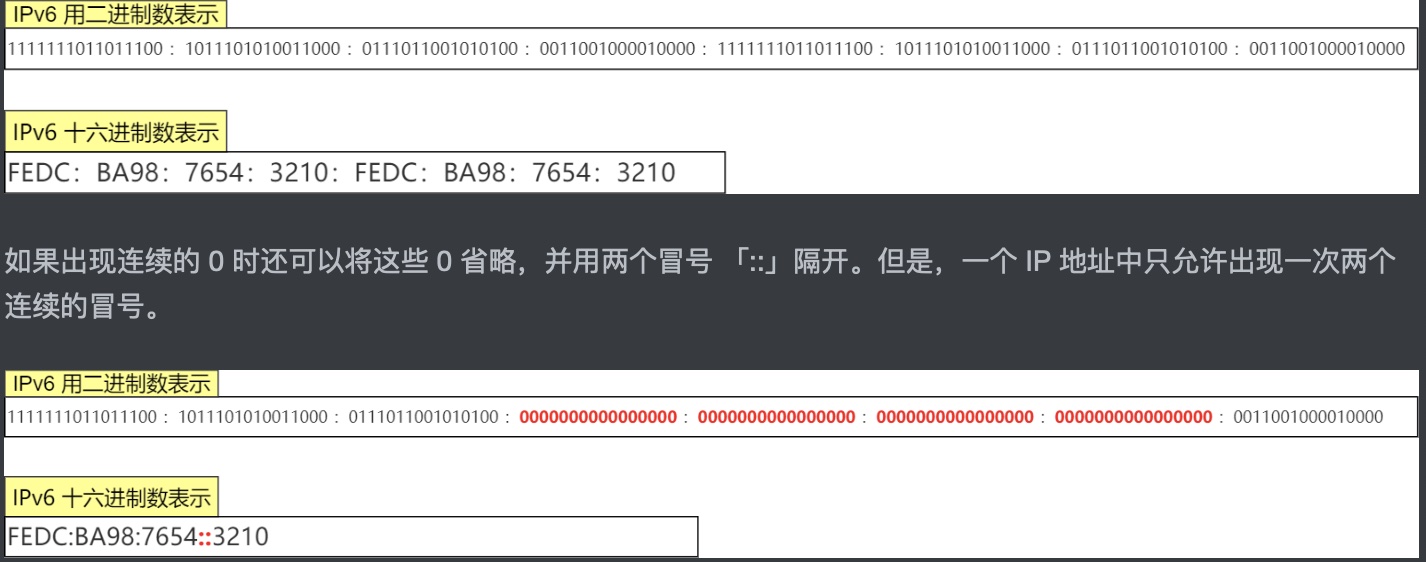 IPv6 用二进制数表示
1111111011011100 : 1011101010011000 : 0111011001010100 : 0011001000010000 : 1111111011011100 : 1011101010011000 : 0111011001010100 : 0011001000010000
IPv6 十六进制数表示
FEDC：BA98：7654：3210：FEDC：BA98：7654：3210
如果出现连续的 0 时还可以将这些 0 省略，并用两个冒号 「::」隔开。但是，一个 IP 地址中只允许出现一次两个
连续的冒号。
IPv6 用二进制数表示
1111111011011100 : 1011101010011000 : 0111011001010100 : 0000000000000000 : 0000000000000000 : 0000000000000000 : 0000000000000000 : 0011001000010000
IPv6 十六进制数表示
FEDC:BA98:7654::3210